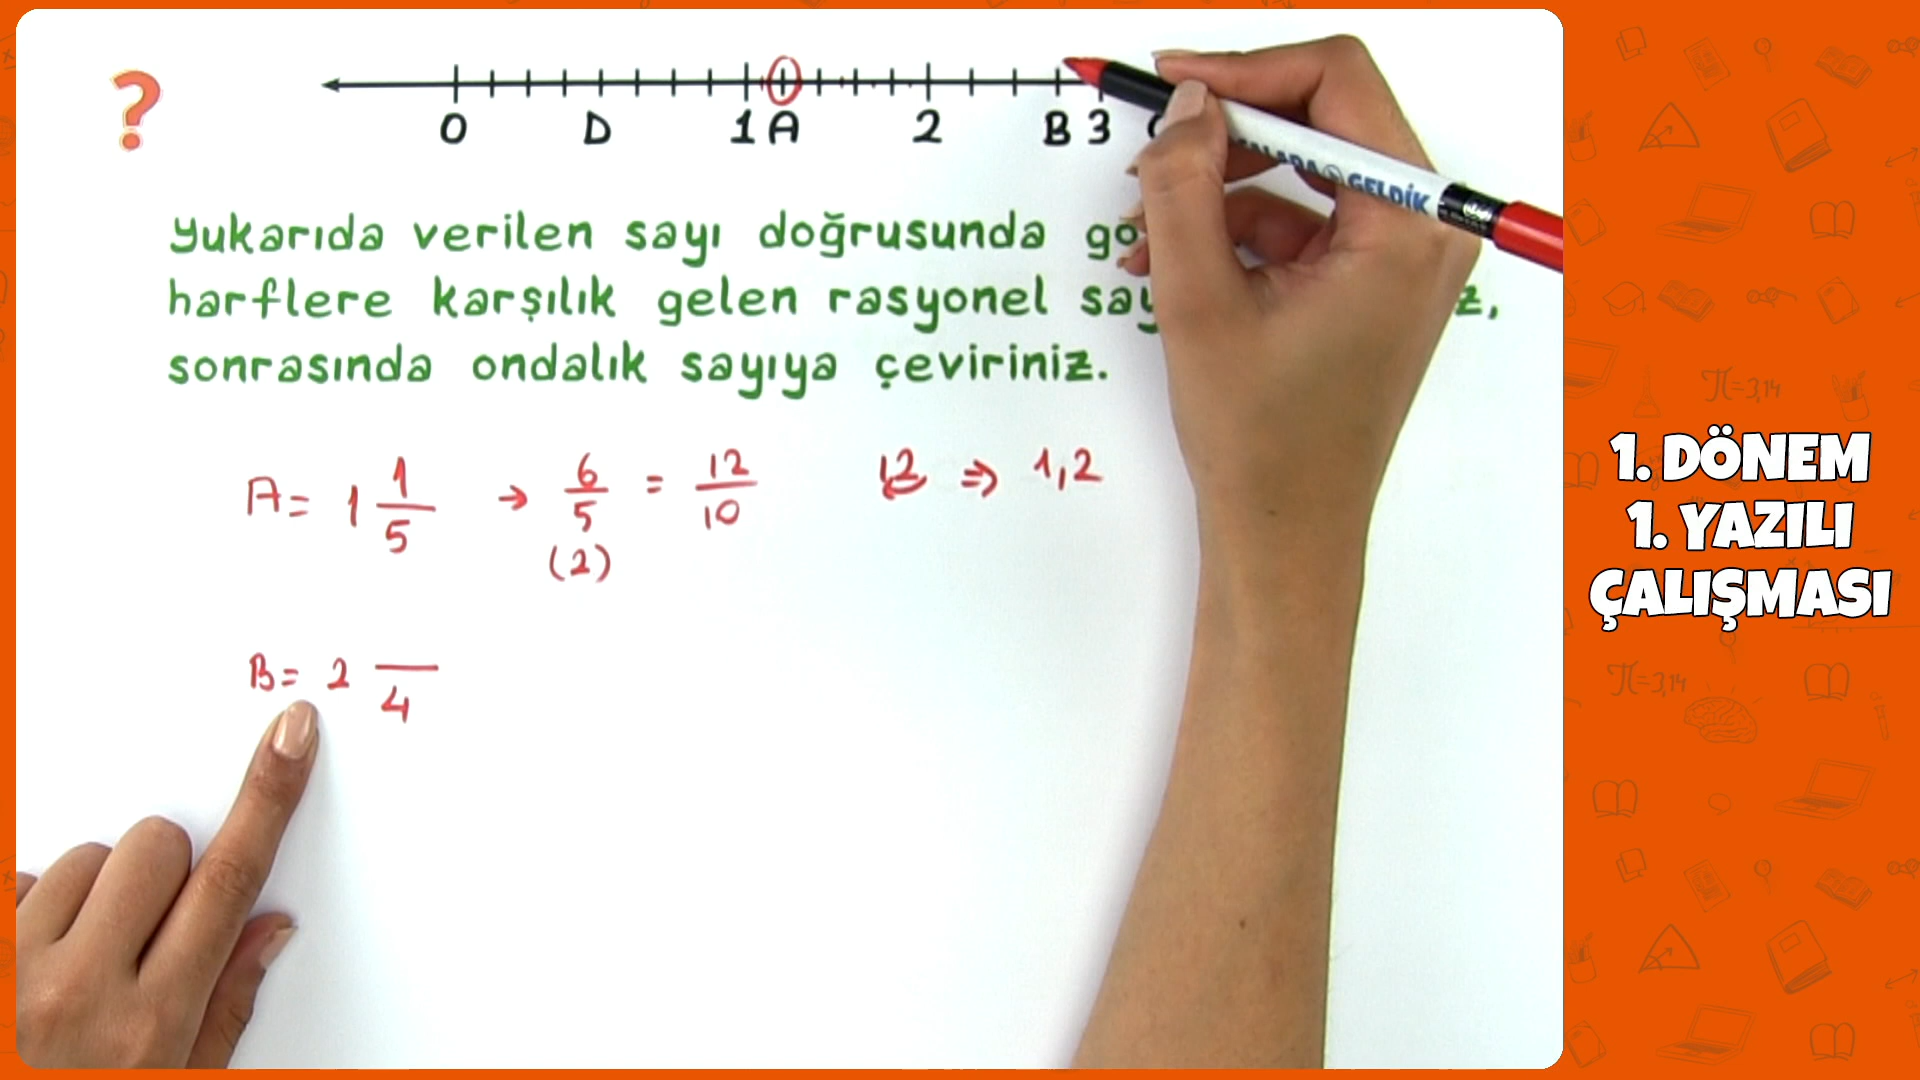 ?
0 D 1 A 2 B 3
Yukarıda verilen sayı doğrusunda
harflere karşılık gelen rasyonel
sonrasında ondalık sayıya çeviriniz.
A = 1 1/5 → 6/5 = 12/10 12 ⇒ 1,2
(2)
B = 2 /4
GELDİK
1. DÖNEM
1. YAZILI
ÇALIŞMASI
π=3,14
π=3,14